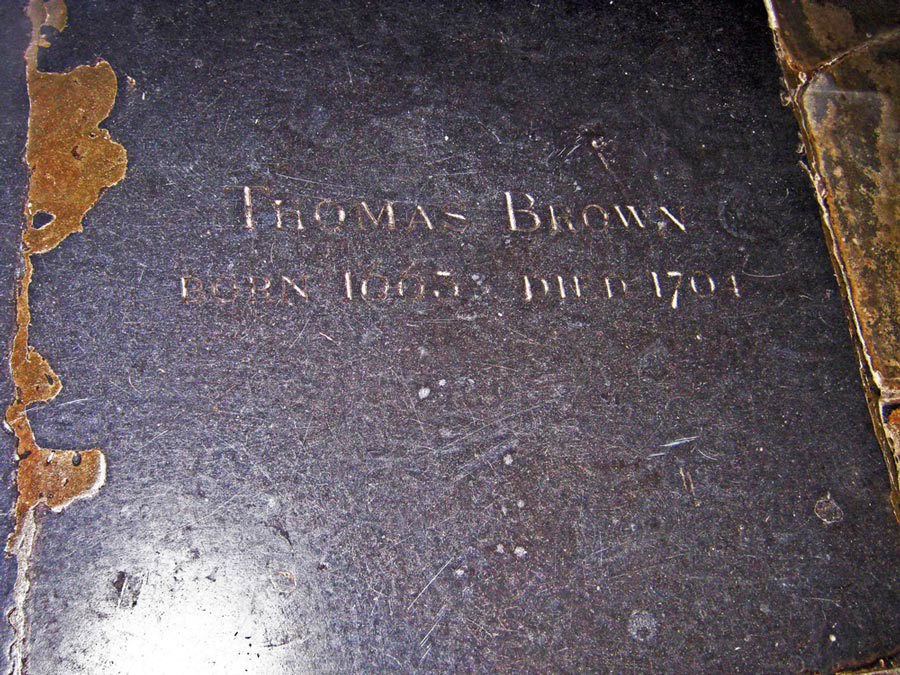 THOMAS BROWN
BORN 1663 DIED 1704